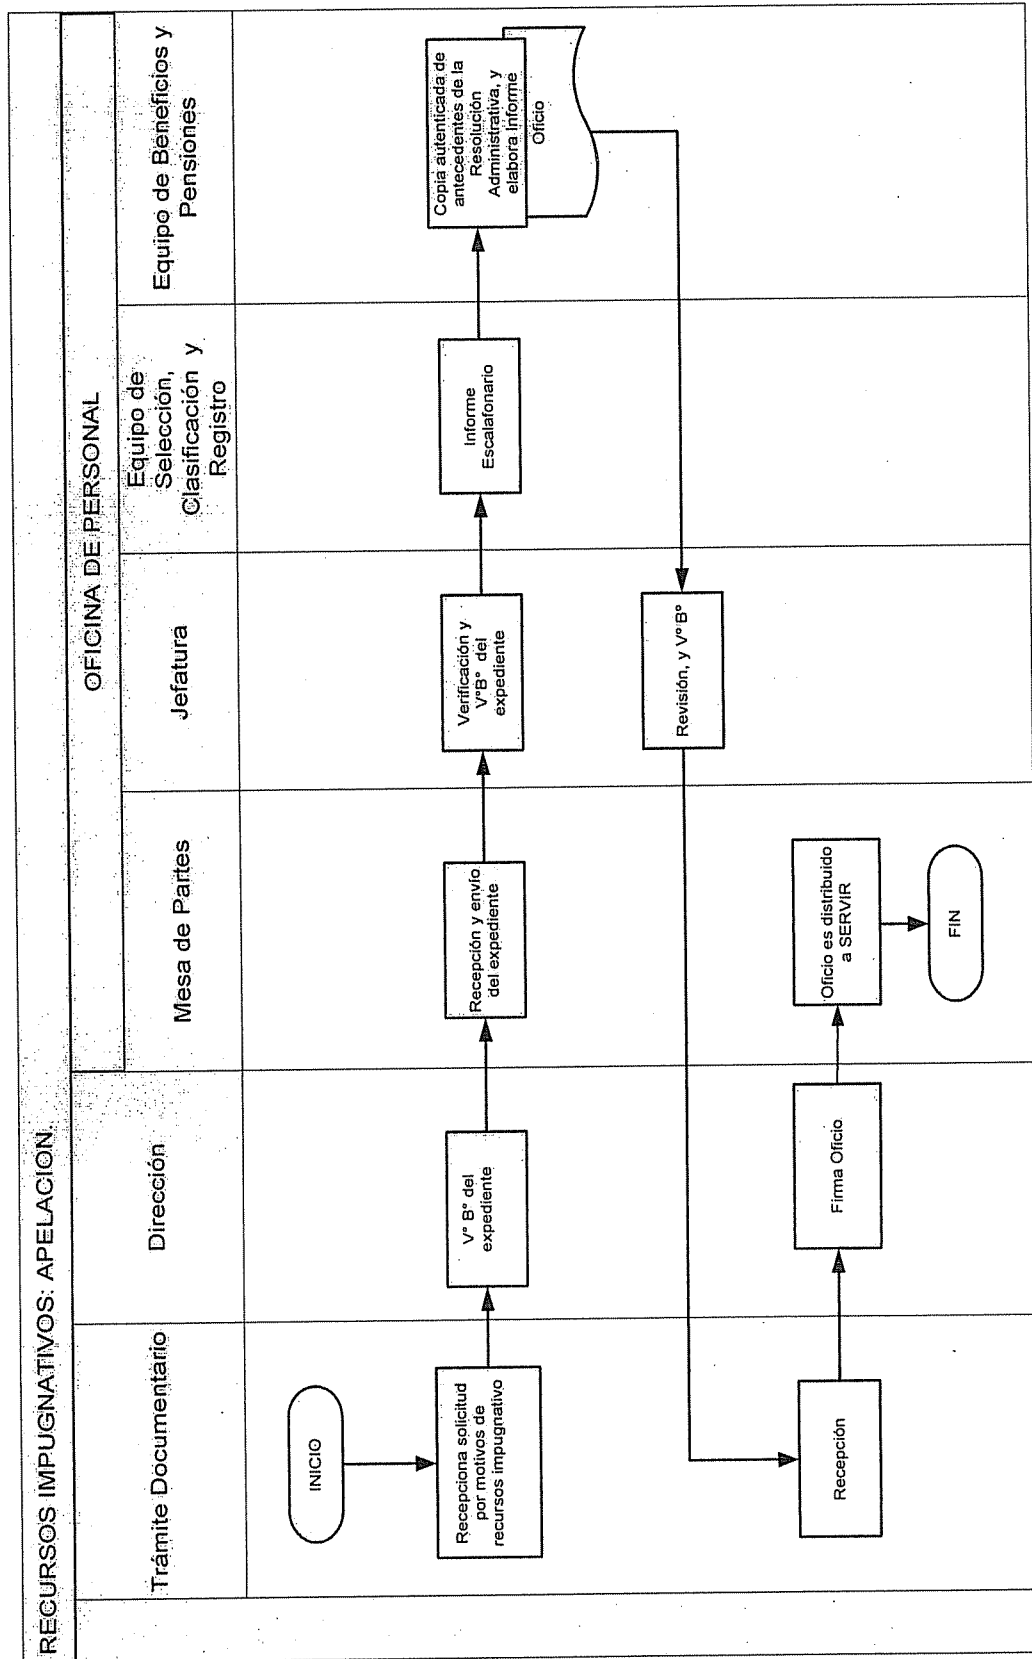 RECURSOS IMPUGNATIVOS: APELACION.
OFICINA DE PERSONAL
Trámite Documentario
Dirección
Mesa de Partes
Jefatura
Equipo de
Selección,
Clasificación y
Registro
Equipo de Beneficios y
Pensiones
INICIO
Recepciona solicitud
por motivos de
recursos impugnativo
V° B° del
expediente
Recepción y envío
del expediente
Verificación y
V°B° del
expediente
Informe
Escalafonario
Copia autenticada de
antecedentes de la
Resolución
Administrativa, y
elabora Informe
Oficio
Revisión, y V°B°
Recepción
Firma Oficio
Oficio es distribuido
a SERVIR
FIN